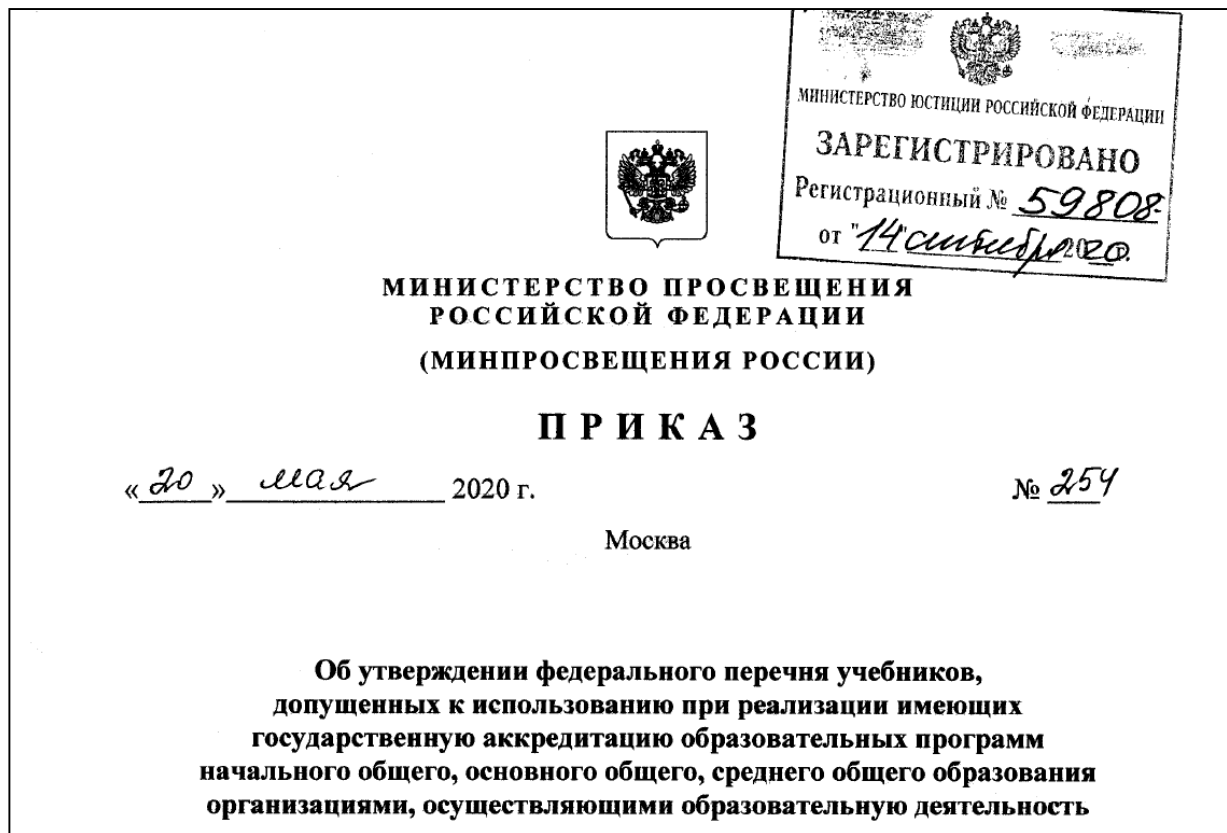 МИНИСТЕРСТВО ЮСТИЦИИ РОССИЙСКОЙ ФЕДЕРАЦИИ
ЗАРЕГИСТРИРОВАНО
Регистрационный № 59808
от "14" сентября 2020.
МИНИСТЕРСТВО ПРОСВЕЩЕНИЯ
РОССИЙСКОЙ ФЕДЕРАЦИИ
(МИНПРОСВЕЩЕНИЯ РОССИИ)
ПРИКАЗ
«20» мая 2020 г.
№ 254
Москва
Об утверждении федерального перечня учебников,
допущенных к использованию при реализации имеющих
государственную аккредитацию образовательных программ
начального общего, основного общего, среднего общего образования
организациями, осуществляющими образовательную деятельность